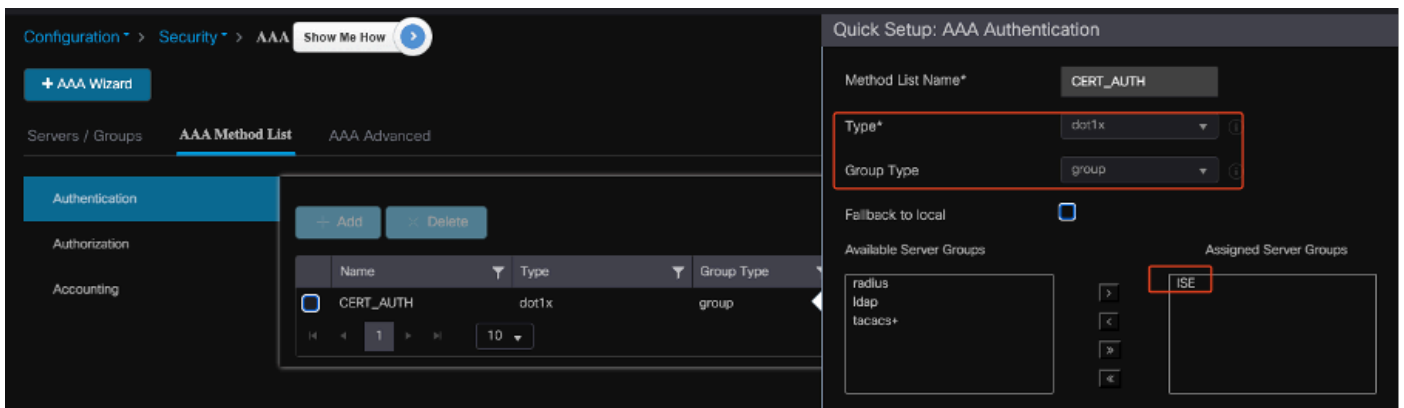 Configuration > Security > AAA Show Me How
+ AAA Wizard
Servers / Groups AAA Method List AAA Advanced
Authentication
Authorization
Accounting
+ Add × Delete
Name Type Group Type
CERT_AUTH dot1x group
1 10
Quick Setup: AAA Authentication
Method List Name* CERT_AUTH
Type* dot1x
Group Type group
Fallback to local
Available Server Groups Assigned Server Groups
radius
ldap
tacacs+
ISE
>
<
»
«